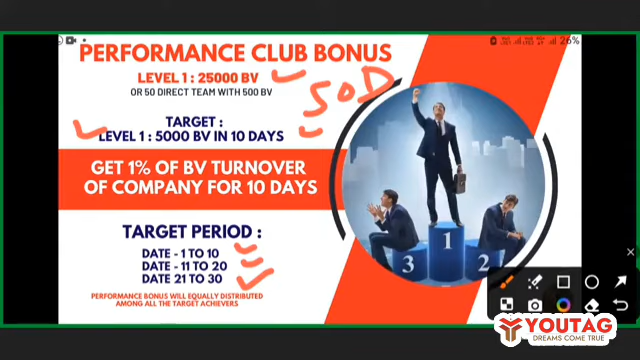 PERFORMANCE CLUB BONUS
26%
LEVEL 1 : 25000 BV
OR 50 DIRECT TEAM WITH 500 BV
50D
TARGET :
LEVEL 1 : 5000 BV IN 10 DAYS
GET 1% OF BV TURNOVER
OF COMPANY FOR 10 DAYS
TARGET PERIOD :
DATE - 1 TO 10
DATE - 11 TO 20
DATE 21 TO 30
PERFORMANCE BONUS WILL EQUALLY DISTRIBUTED
AMONG ALL THE TARGET ACHIEVERS
3
1
2
YOUTAG
DREAMS COME TRUE